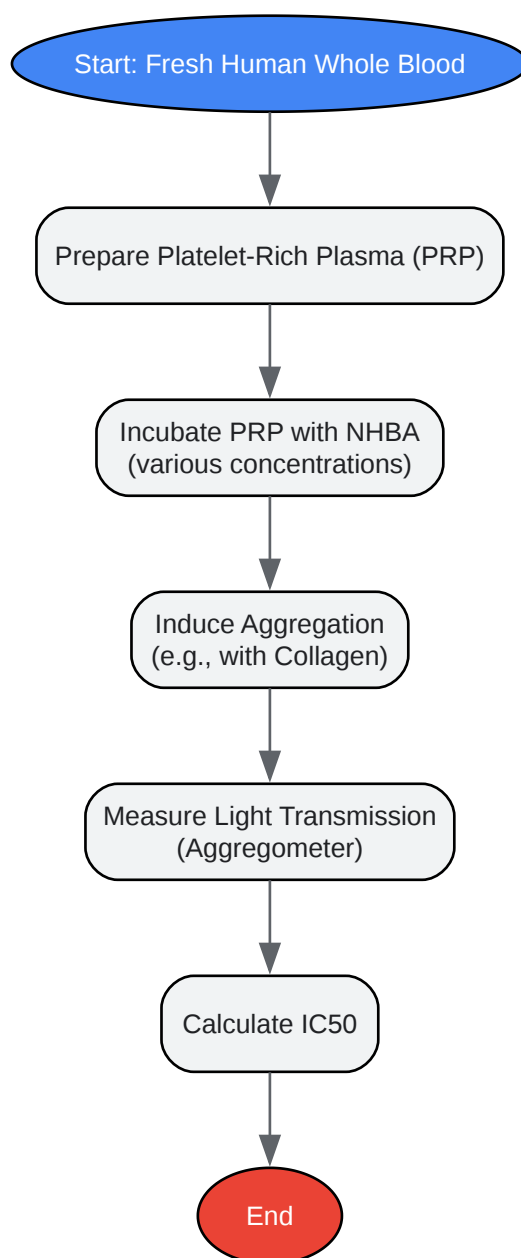 Start: Fresh Human Whole Blood
Prepare Platelet-Rich Plasma (PRP)
Incubate PRP with NHBA
(various concentrations)
Induce Aggregation
(e.g., with Collagen)
Measure Light Transmission
(Aggregometer)
Calculate IC50
End